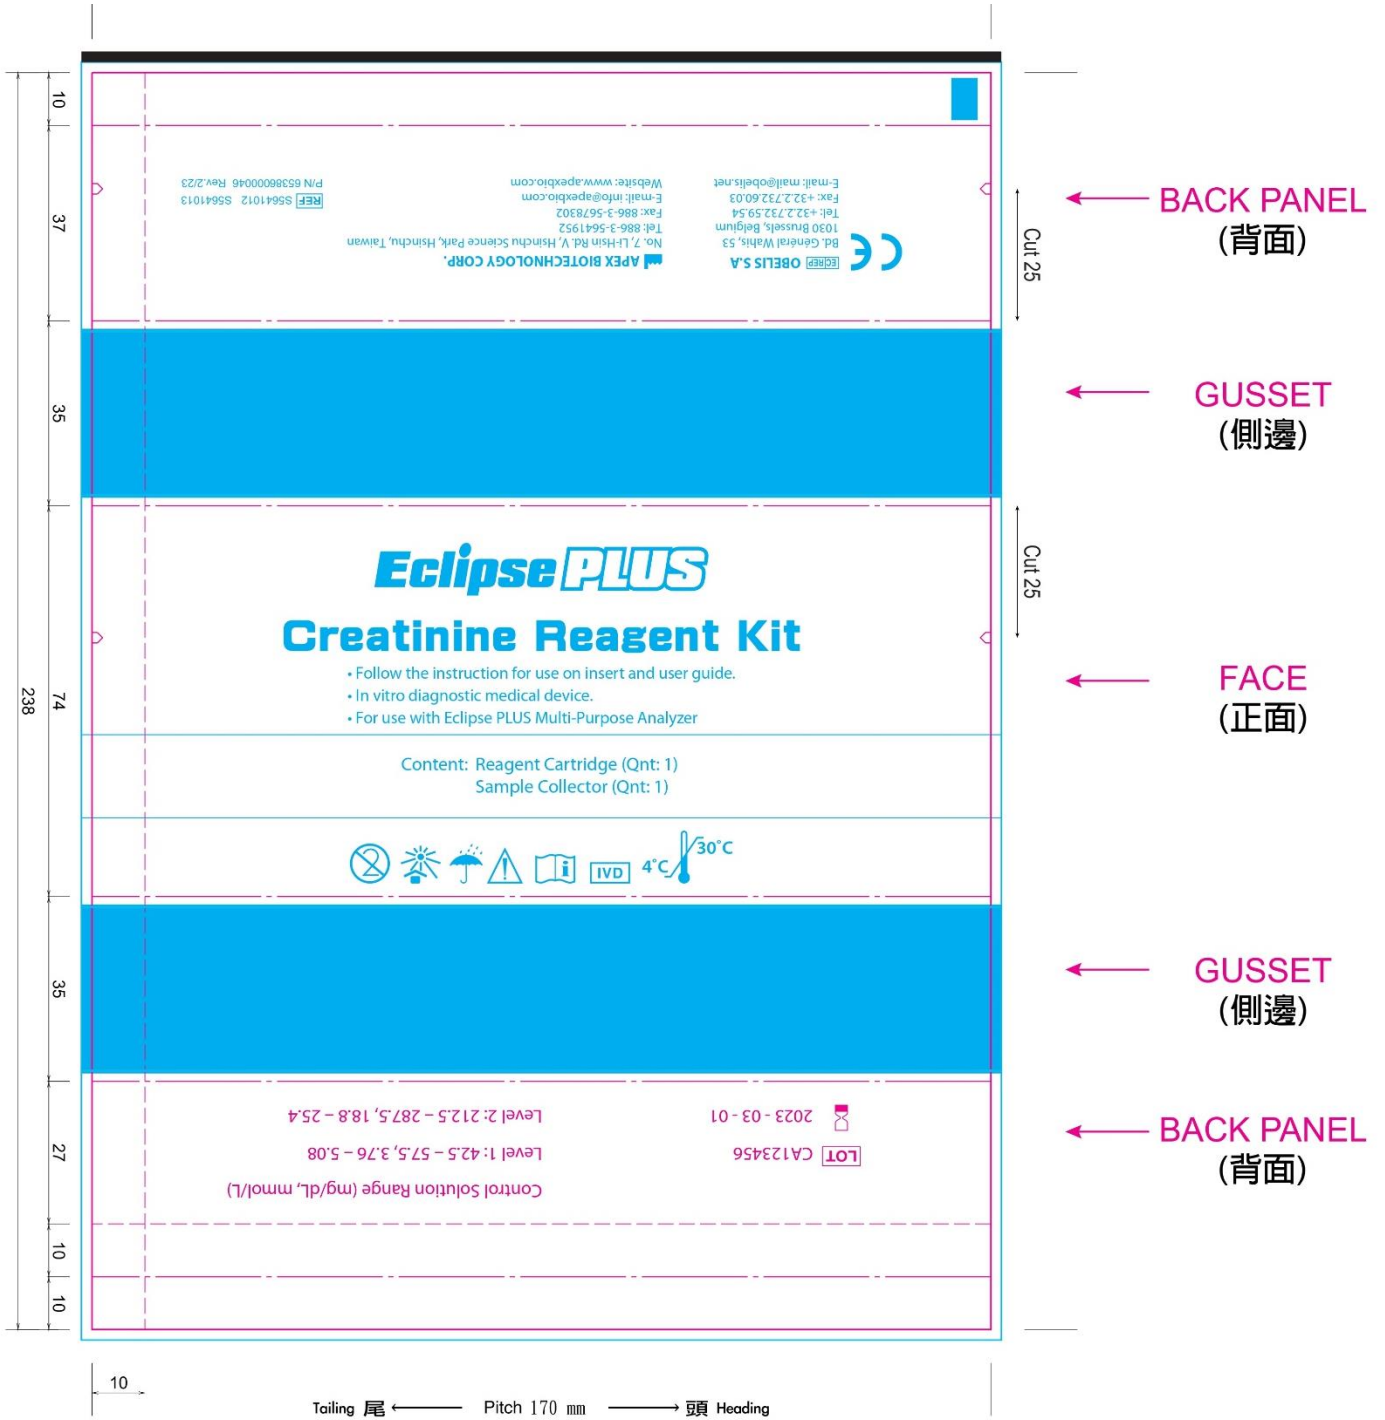 10
37
35
74
238
35
27
10
10
10
P/N 6538600046 Rev.2/23
REF S5641012 S5641013
APEX BIOTECHNOLOGY CORP.
No. 7, Li-Hsin Rd. V, Hsinchu Science Park, Hsinchu, Taiwan
Tel: 886-3-5641952
Fax: 886-3-5678302
E-mail: info@apexbio.com
Website: www.apexbio.com
CE
EC REP OBELIS S.A
Bd. Général Wahis, 53
1030 Brussels, Belgium
Tel: +32.2.732.59.54
Fax: +32.2.732.60.03
E-mail: mail@obelis.net
Cut 25
BACK PANEL
(背面)
GUSSET
(側邊)
Eclipse PLUS
Creatinine Reagent Kit
• Follow the instruction for use on insert and user guide.
• In vitro diagnostic medical device.
• For use with Eclipse PLUS Multi-Purpose Analyzer
Content: Reagent Cartridge (Qnt: 1)
Sample Collector (Qnt: 1)
2
i
IVD
4°C
30°C
Cut 25
FACE
(正面)
GUSSET
(側邊)
LOT CA123456
2023 - 03 - 01
Control Solution Range (mg/dL, mmol/L)
Level 1: 42.5 – 57.5, 3.76 – 5.08
Level 2: 212.5 – 287.5, 18.8 – 25.4
BACK PANEL
(背面)
Tailing 尾 Pitch 170 mm 頭 Heading